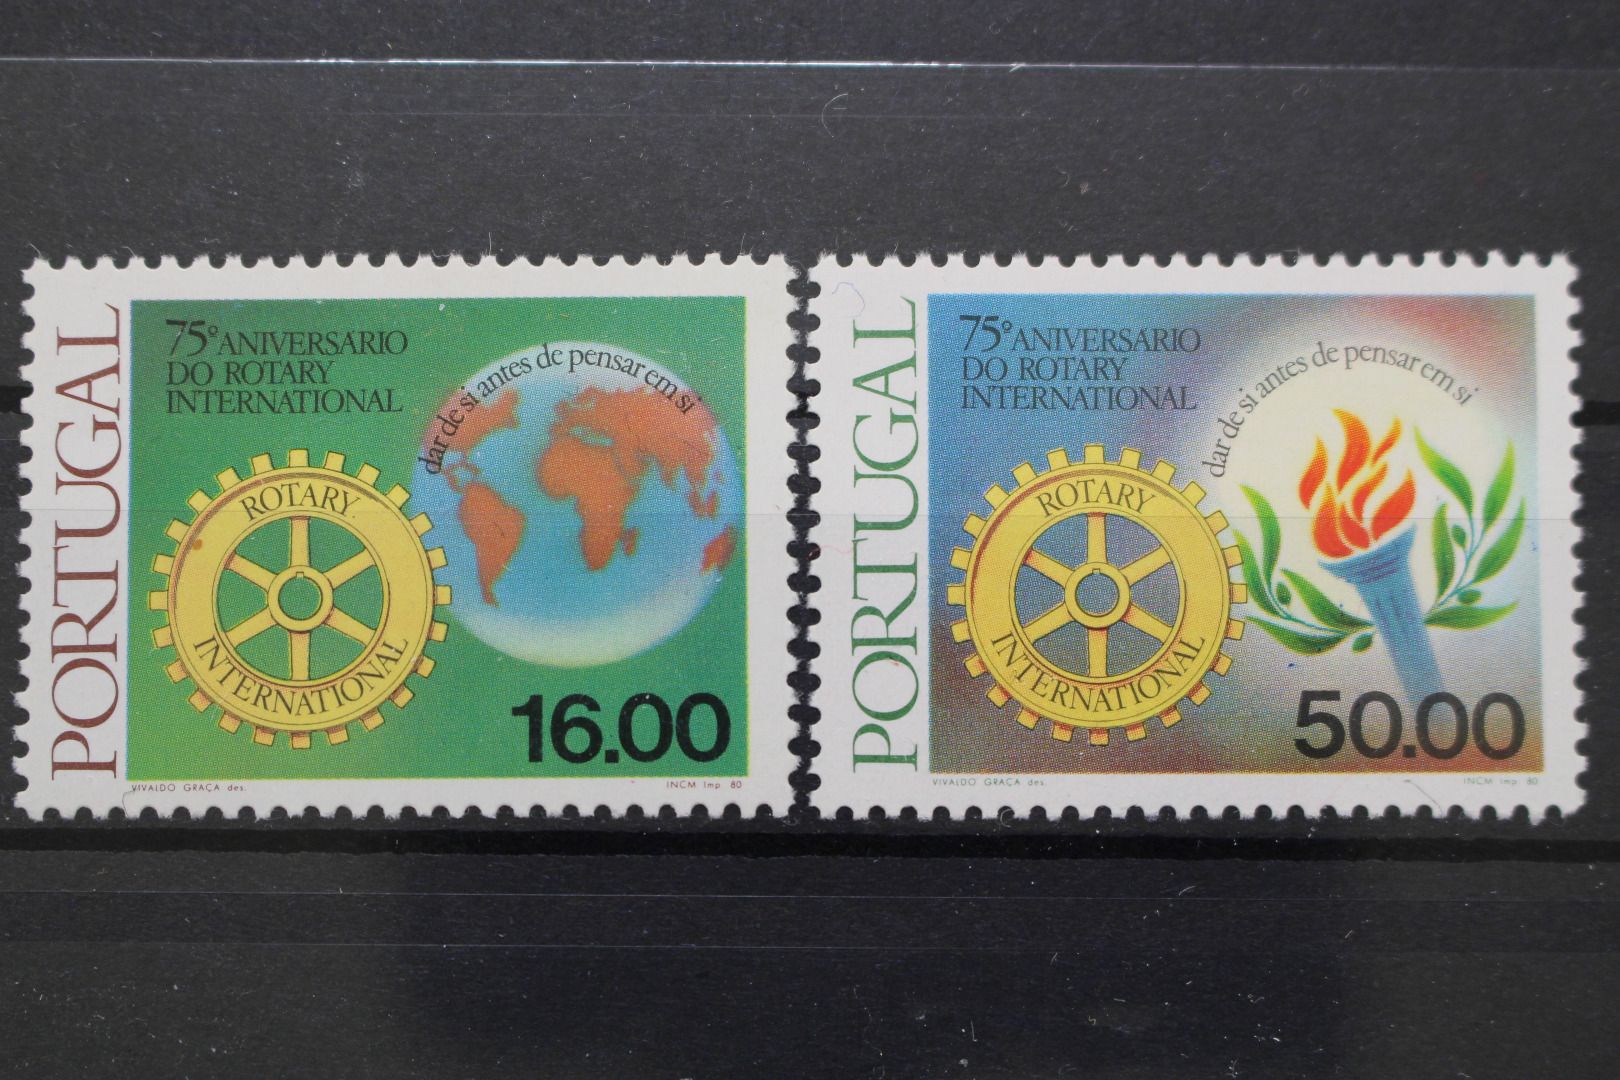 PORTUGAL
75º ANIVERSÁRIO
DO ROTARY
INTERNATIONAL
dar de si antes de pensar em si
ROTARY
INTERNATIONAL
16.00
VIVALDO GRAÇA des.
INCM Imp 80
PORTUGAL
75º ANIVERSÁRIO
DO ROTARY
INTERNATIONAL
dar de si antes de pensar em si
ROTARY
INTERNATIONAL
50.00
VIVALDO GRAÇA des.
INCM Imp 80